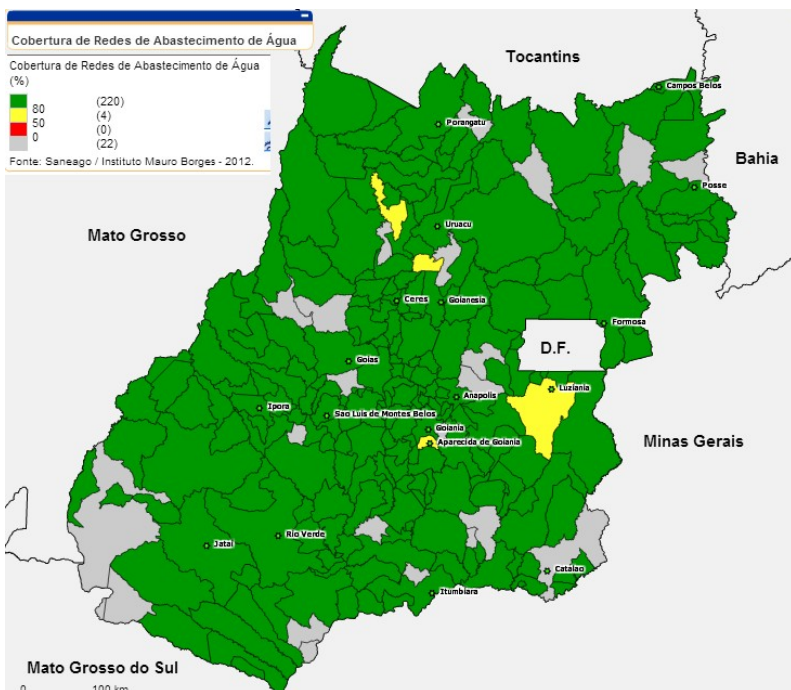 Cobertura de Redes de Abastecimento de Água
Cobertura de Redes de Abastecimento de Água
(%)
80 (220)
50 (4)
0 (0)
(22)
Fonte: Saneago / Instituto Mauro Borges - 2012.
Tocantins
Campos Belos
Porangatu
Bahia
Posse
Mato Grosso
Uruacu
Ceres
Goianesia
Formosa
D.F.
Goias
Luziania
Anapolis
Ipora
Sao Luis de Montes Belos
Goiania
Aparecida de Goiania
Minas Gerais
Rio Verde
Jatai
Catalao
Itumbiara
Mato Grosso do Sul
0 100 km